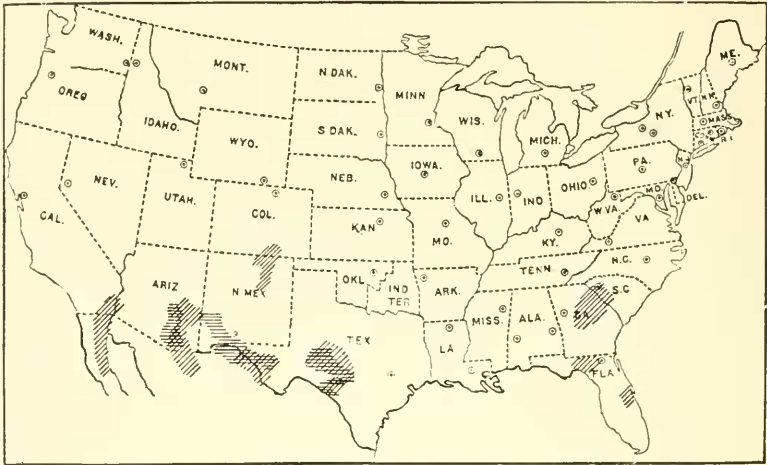 WASH.
MONT.
N DAK.
MINN
ME.
OREG
IDAHO.
S DAK.
WIS.
MICH.
N.Y.
VT.
N.H.
MASS
R.I.
WYO.
NEB.
IOWA.
PA.
N.J.
NEV.
UTAH.
COL.
ILL.
IND
OHIO
MD.
DEL.
W.VA.
VA
CAL.
KAN
MO.
KY.
ARIZ
N MEX
OKL
IND
TER
ARK.
TENN
N.C.
S.C
TEX
LA
MISS.
ALA.
GA
FLA